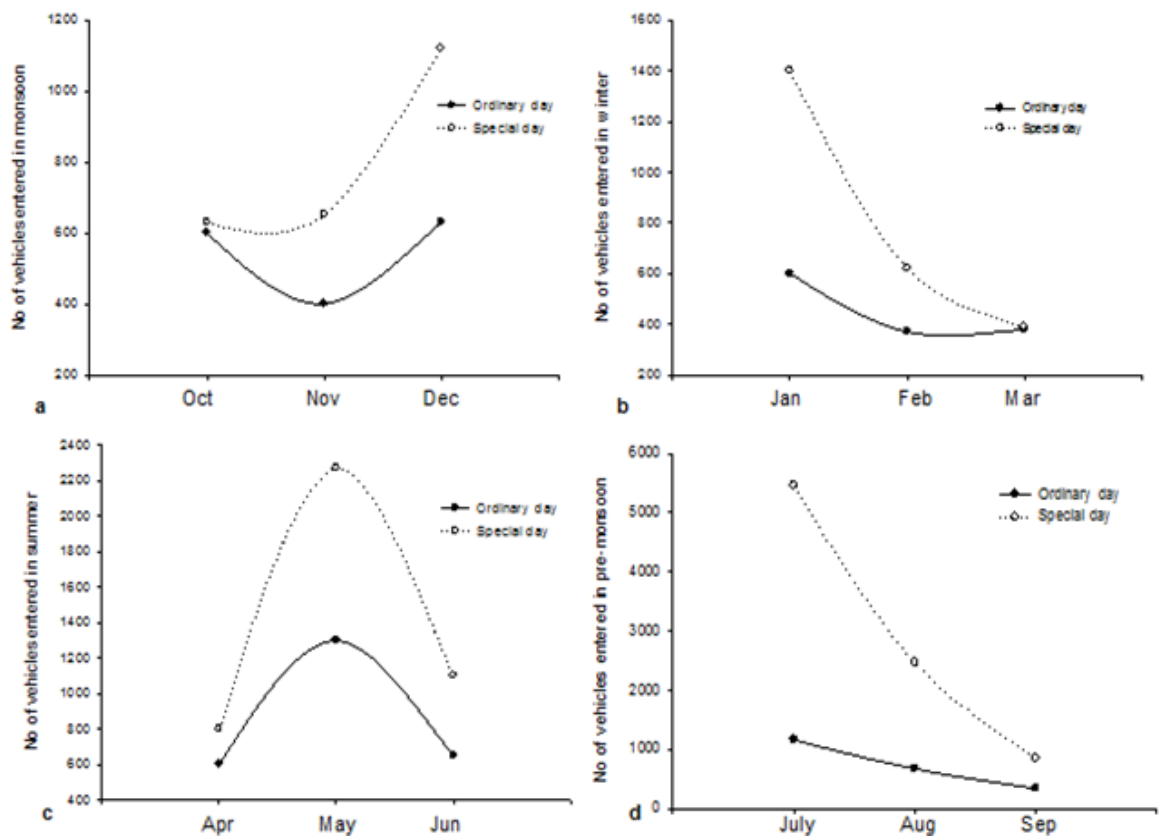 No of vehicles entered in monsoon
1200
1000
800
600
400
200
Ordinary day
Special day
Oct Nov Dec
a
No of vehicles entered in winter
1600
1400
1200
1000
800
600
400
200
Ordinary day
Special day
Jan Feb Mar
b
No of vehicles entered in summer
2400
2200
2000
1800
1600
1400
1200
1000
800
600
400
Ordinary day
Special day
Apr May Jun
c
No of vehicles entered in pre-monsoon
6000
5000
4000
3000
2000
1000
0
Ordinary day
Special day
July Aug Sep
d